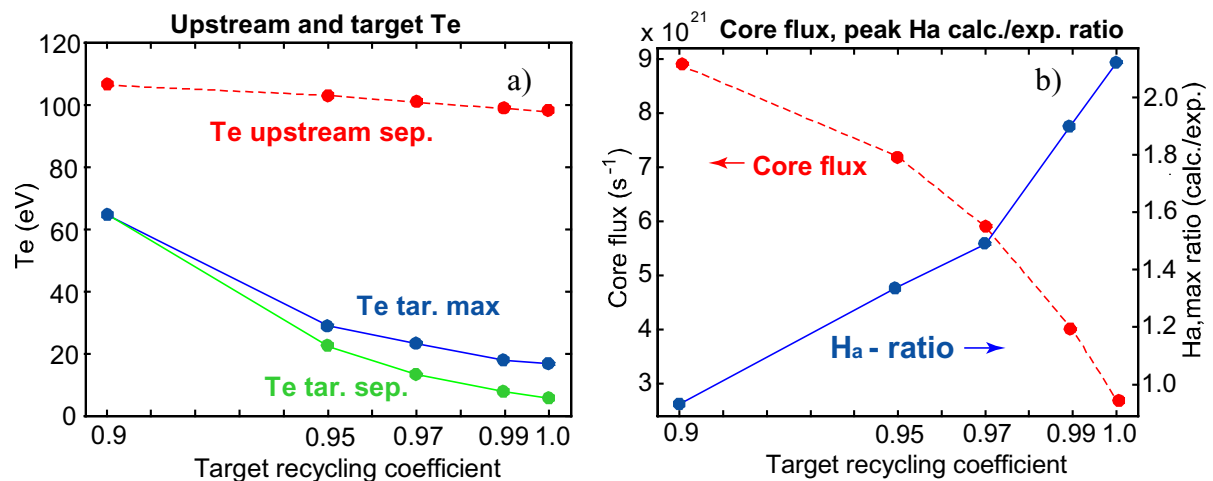 Upstream and target Te
120
100
80
60
40
20
0
Te (eV)
a)
Te upstream sep.
Te tar. max
Te tar. sep.
0.9
0.95
0.97
0.99
1.0
Target recycling coefficient
x 10²¹
Core flux, peak Ha calc./exp. ratio
9
8
7
6
5
4
3
Core flux (s⁻¹)
b)
Core flux
Ha - ratio
2.0
1.8
1.6
1.4
1.2
1.0
Ha,max ratio (calc./exp.)
0.9
0.95
0.97
0.99
1.0
Target recycling coefficient